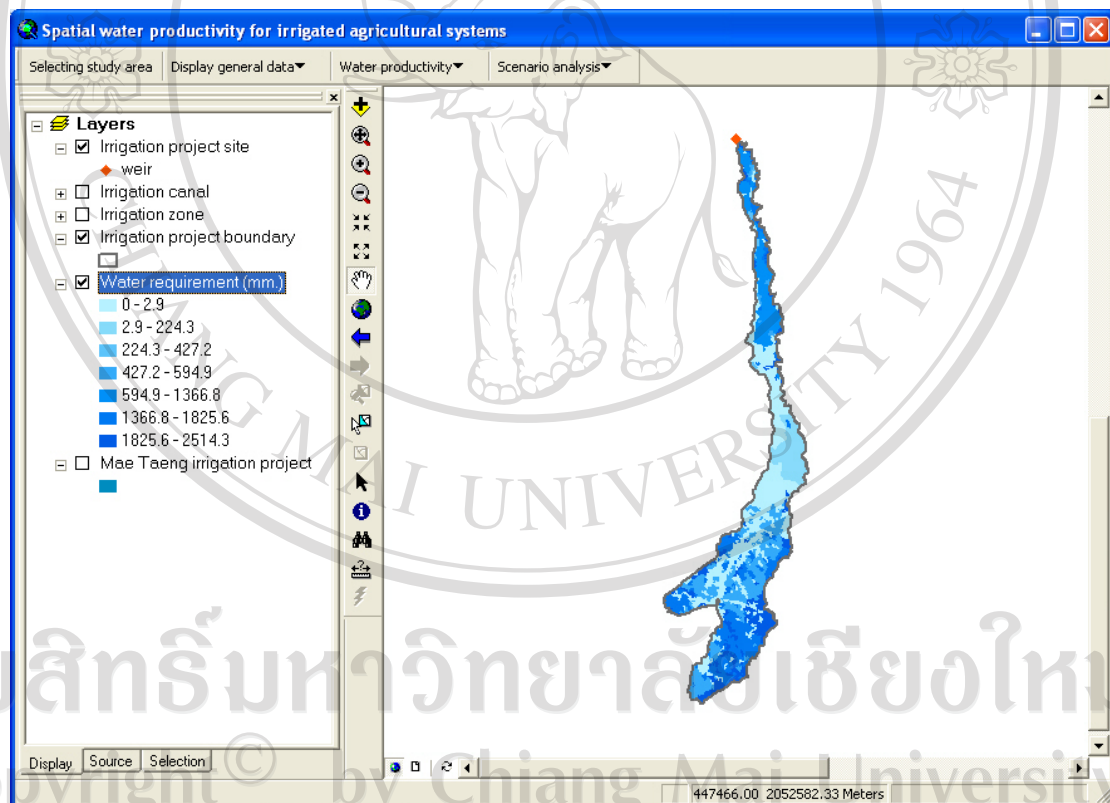 Spatial water productivity for irrigated agricultural systems
Selecting study area Display general data Water productivity Scenario analysis
Layers
Irrigation project site
weir
Irrigation canal
Irrigation zone
Irrigation project boundary
Water requirement (mm.)
0 - 2.9
2.9 - 224.3
224.3 - 427.2
427.2 - 594.9
594.9 - 1366.8
1366.8 - 1825.6
1825.6 - 2514.3
Mae Taeng irrigation project
CHIANG MAI UNIVERSITY 1964
สิทธิ์มหาวิทยาลัยเชียงใหม่
Display Source Selection
Copyright © by Chiang Mai University
447466.00 2052582.33 Meters